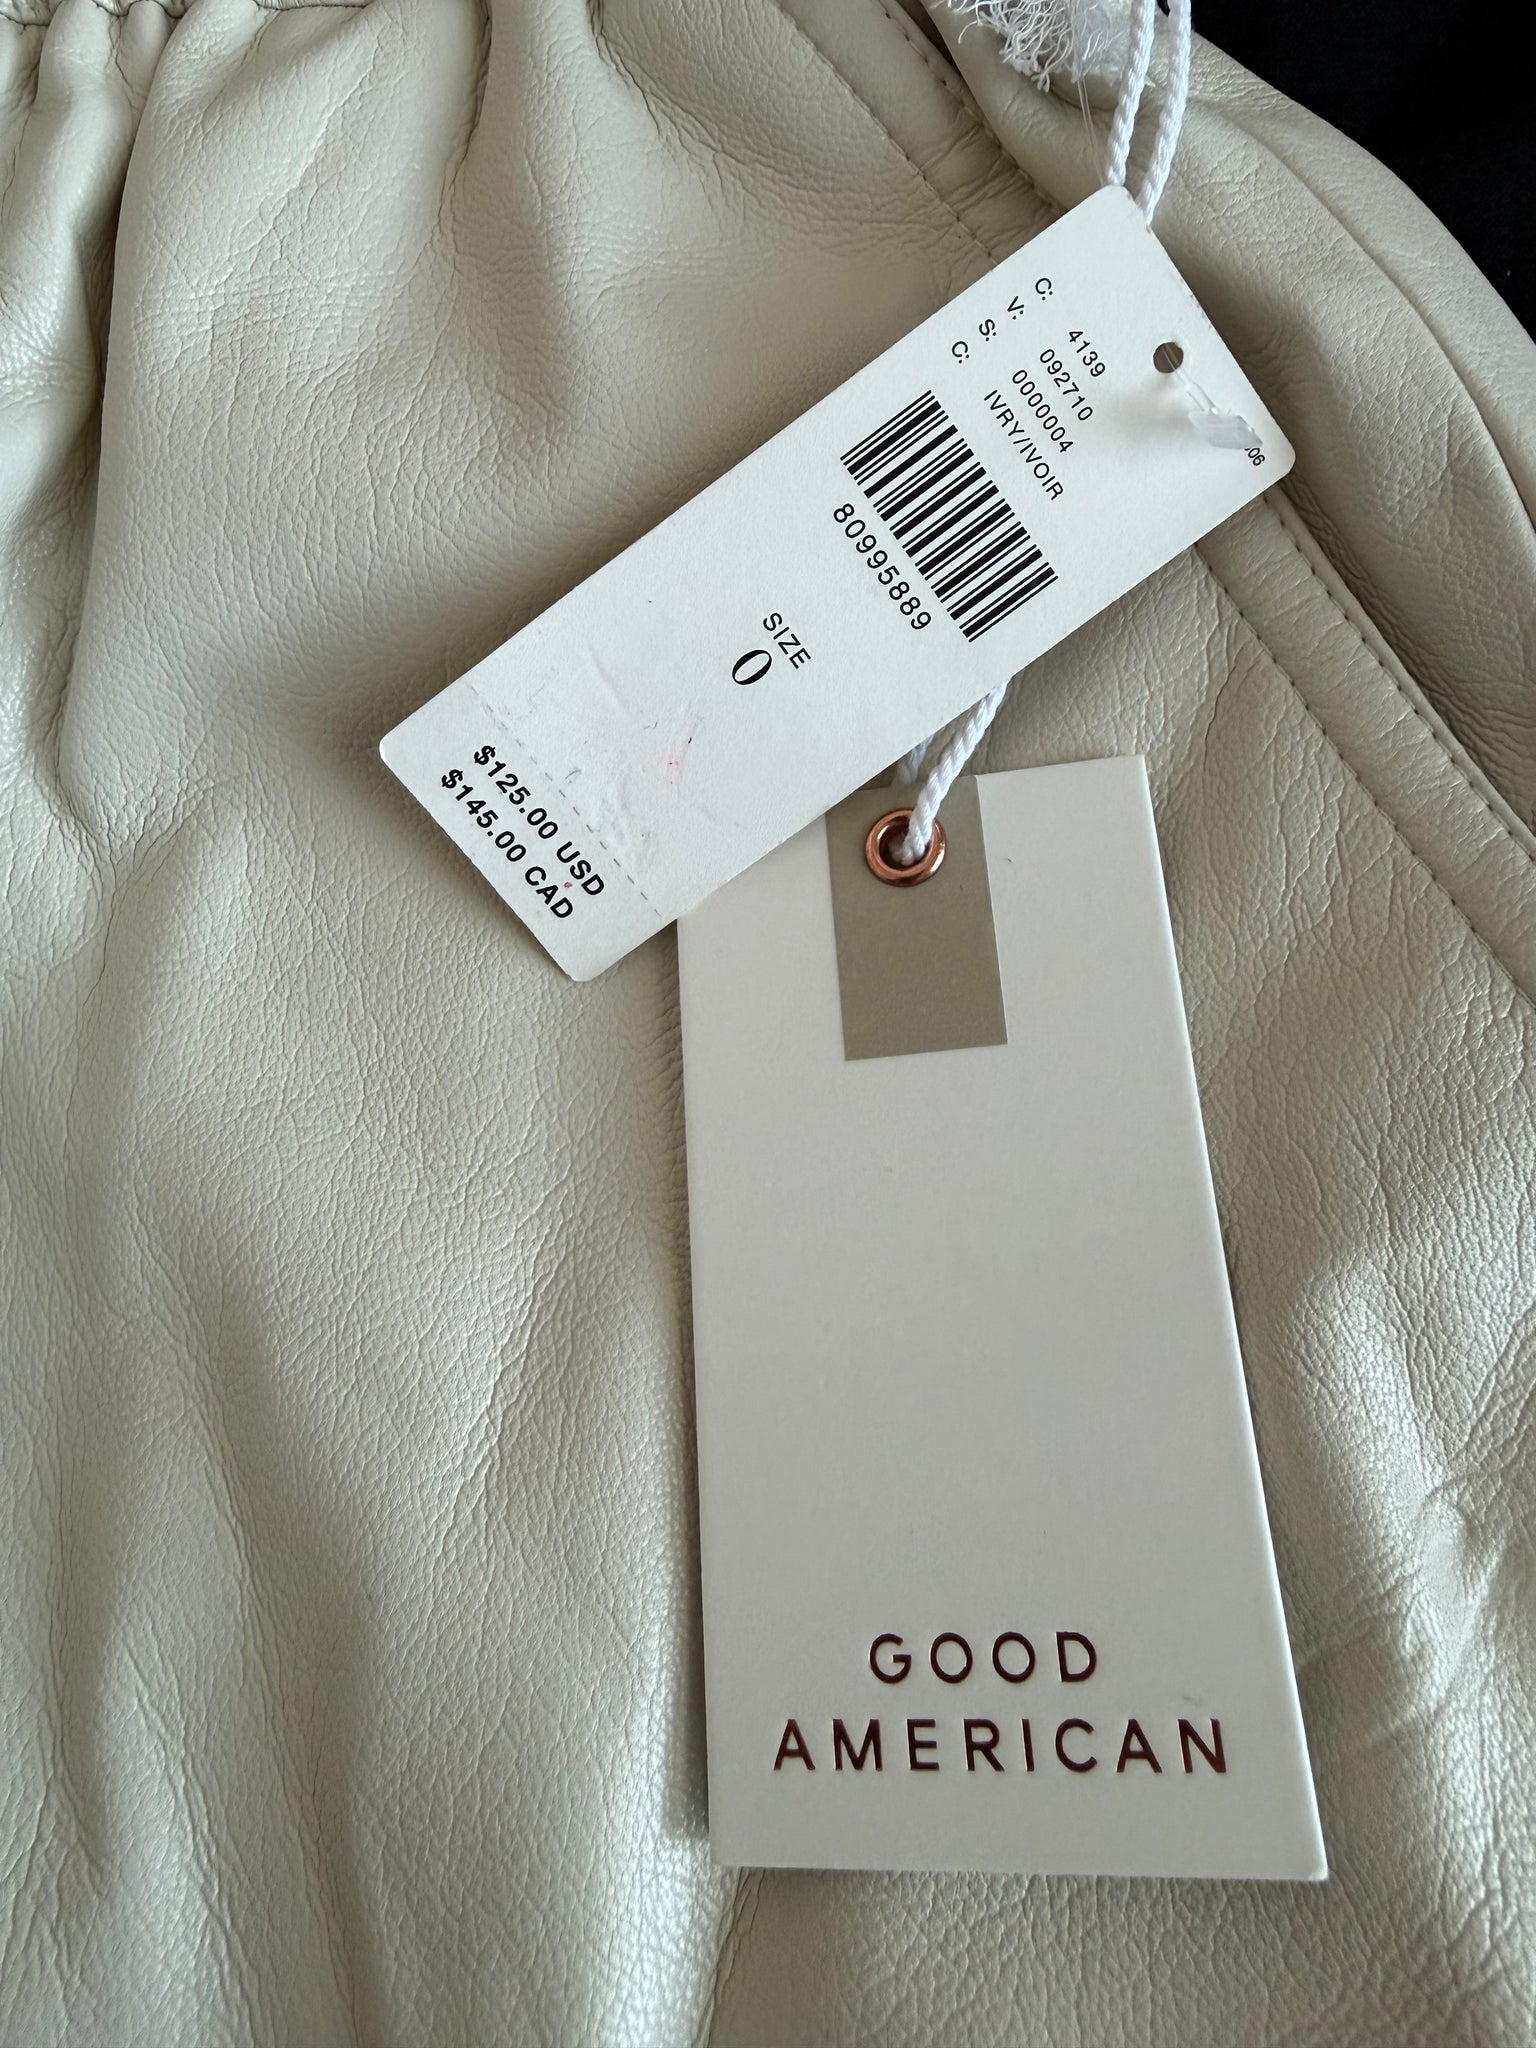 C: 4139
V: 092710
S: 0000004
C: IVRY/IVOIR
80995889
SIZE
0
$125.00 USD
$145.00 CAD
GOOD
AMERICAN